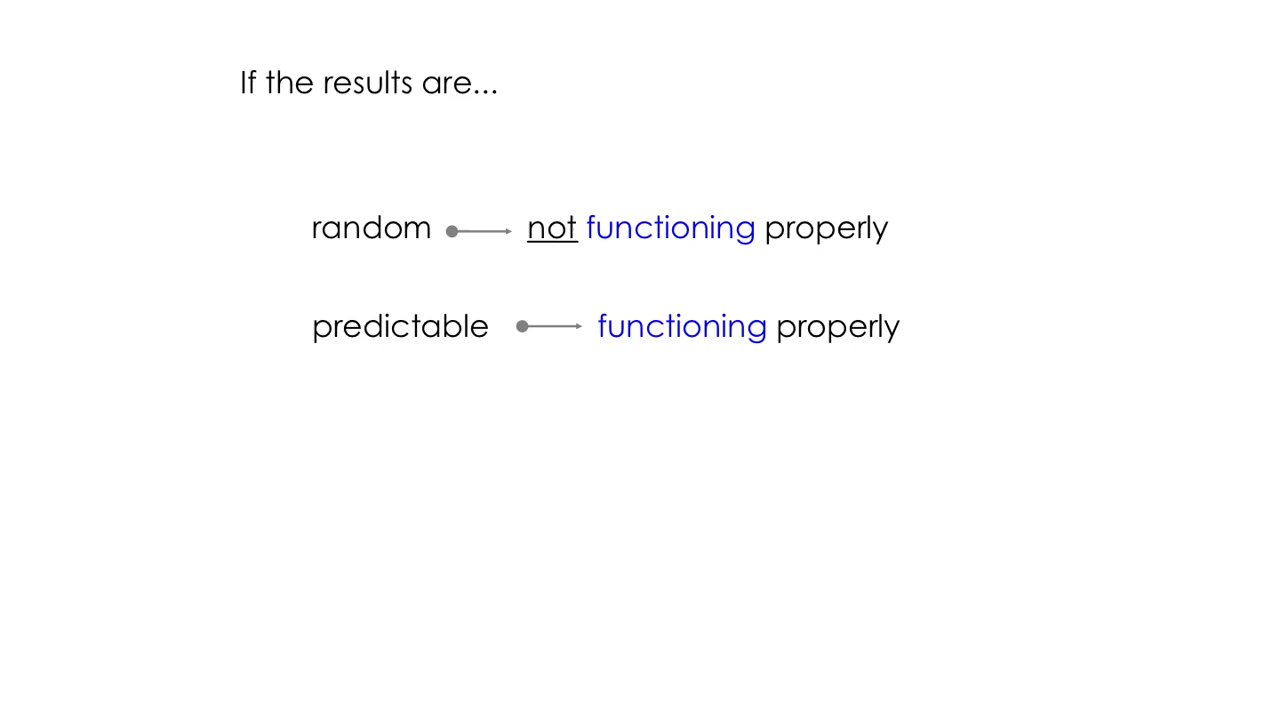 If the results are...
random not functioning properly
predictable functioning properly